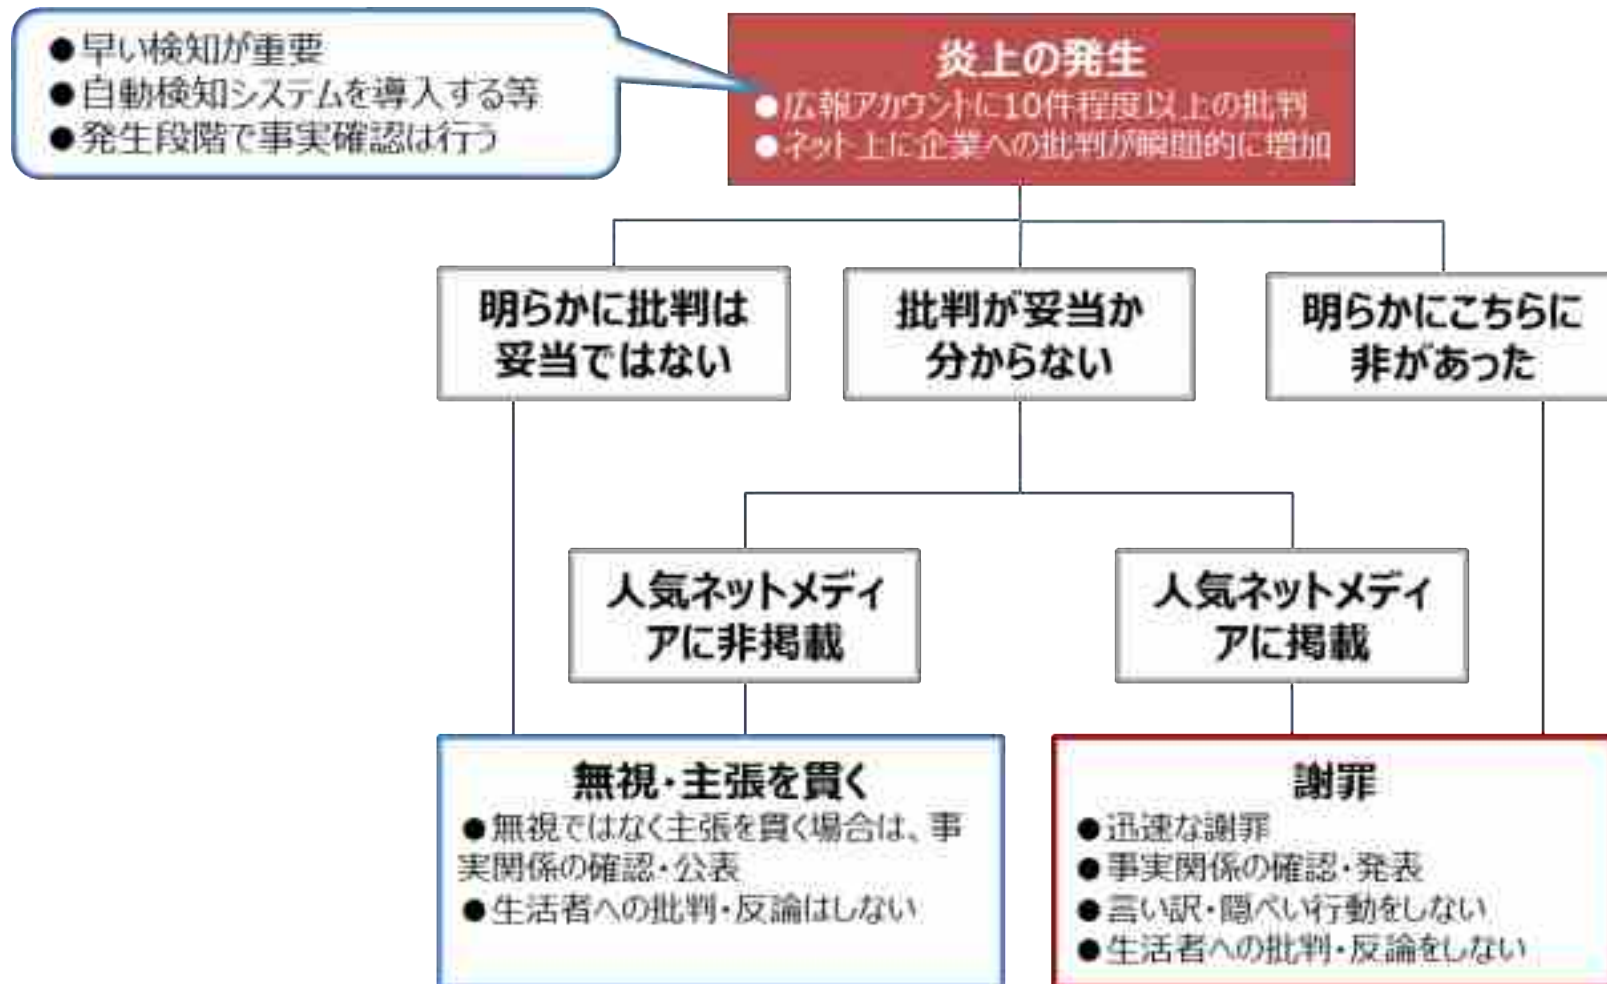 ●早い検知が重要
●自動検知システムを導入する等
●発生段階で事実確認は行う
炎上の発生
●広報アカウントに10件程度以上の批判
●ネット上に企業への批判が瞬間的に増加
明らかに批判は
妥当ではない
批判が妥当か
分からない
明らかにこちらに
非があった
人気ネットメディ
アに非掲載
人気ネットメディ
アに掲載
無視・主張を貫く
●無視ではなく主張を貫く場合は、事
実関係の確認・公表
●生活者への批判・反論はしない
謝罪
●迅速な謝罪
●事実関係の確認・発表
●言い訳・隠ぺい行動をしない
●生活者への批判・反論をしない